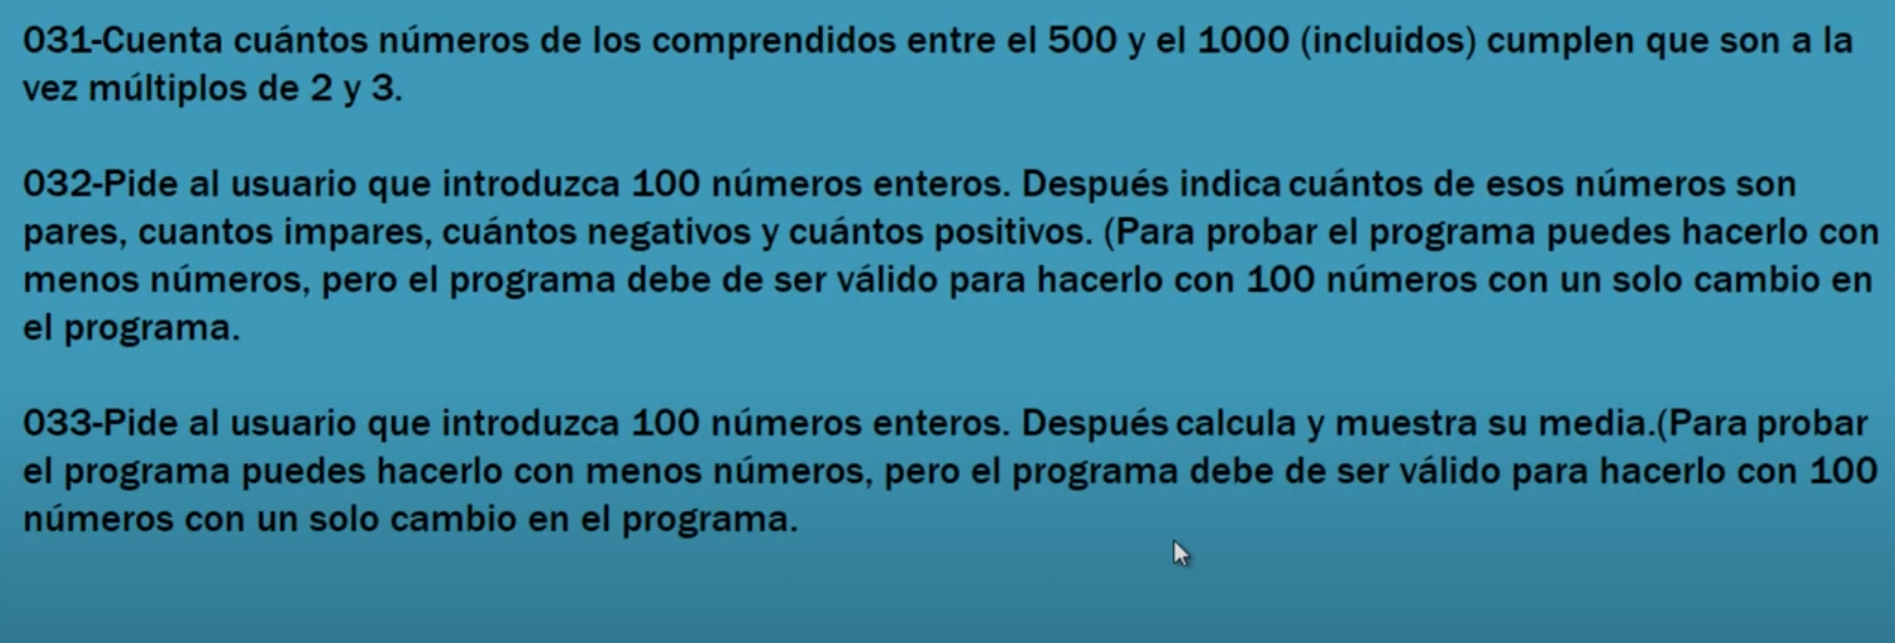 031-Cuenta cuántos números de los comprendidos entre el 500 y el 1000 (incluidos) cumplen que son a la
vez múltiplos de 2 y 3.
032-Pide al usuario que introduzca 100 números enteros. Después indica cuántos de esos números son
pares, cuantos impares, cuántos negativos y cuántos positivos. (Para probar el programa puedes hacerlo con
menos números, pero el programa debe de ser válido para hacerlo con 100 números con un solo cambio en
el programa.
033-Pide al usuario que introduzca 100 números enteros. Después calcula y muestra su media.(Para probar
el programa puedes hacerlo con menos números, pero el programa debe de ser válido para hacerlo con 100
números con un solo cambio en el programa.